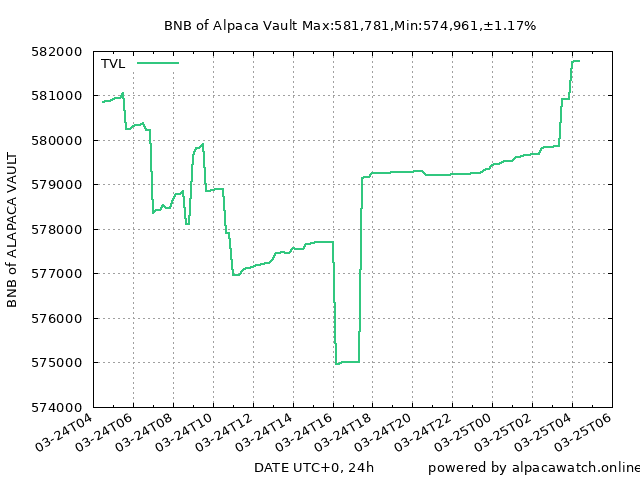 BNB of Alpaca Vault Max:581,781,Min:574,961,±1.17%
582000
TVL
581000
580000
579000
578000
577000
576000
575000
574000
BNB of ALAPACA VAULT
03-24T04
03-24T06
03-24T08
03-24T10
03-24T12
03-24T14
03-24T16
03-24T18
03-24T20
03-24T22
03-25T00
03-25T02
03-25T04
03-25T06
DATE UTC+0, 24h
powered by alpacawatch.online